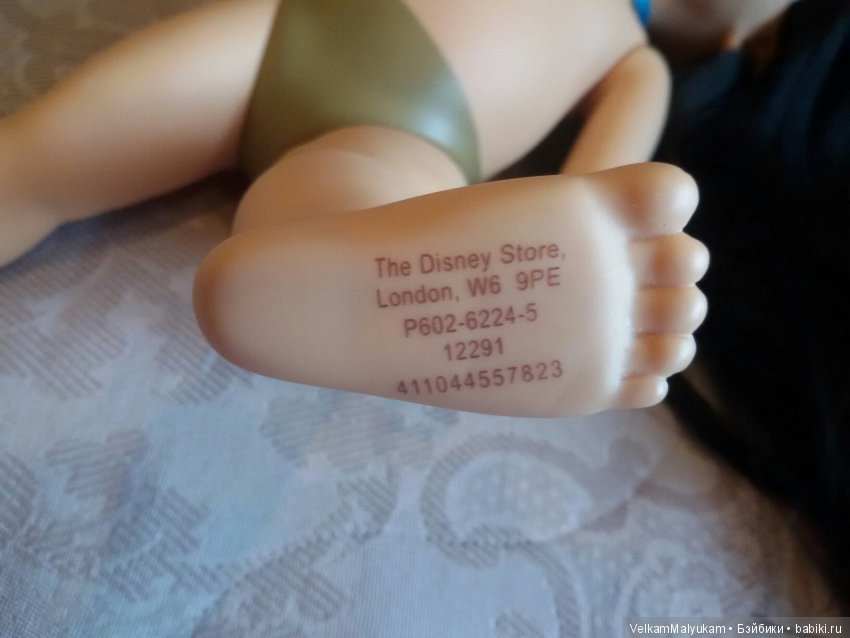 The Disney Store,
London, W6 9PE
P602-6224-5
12291
411044557823
VelkamMalyukam • Бэйбики • babiki.ru